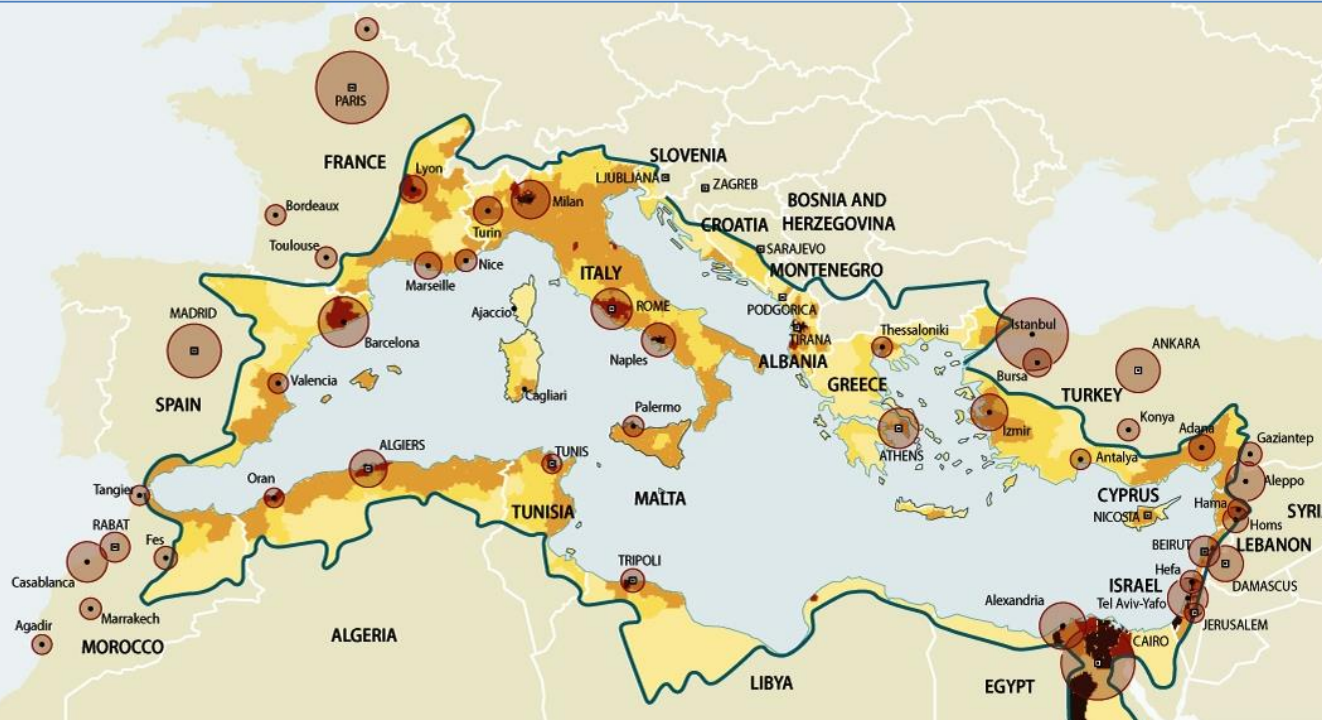 PARIS
FRANCE
Lyon
SLOVENIA
LJUBLJANA
ZAGREB
Bordeaux
Milan
BOSNIA AND
HERZEGOVINA
Toulouse
Turin
CROATIA
SARAJEVO
Nice
Marseille
ITALY
MONTENEGRO
MADRID
Ajaccio
ROME
PODGORICA
Istanbul
Barcelona
TIRANA
Thessaloniki
ANKARA
Naples
ALBANIA
Bursa
Valencia
GREECE
TURKEY
SPAIN
Cagliari
Palermo
Konya
Izmir
Adana
Gaziantep
ALGIERS
TUNIS
ATHENS
Antalya
Oran
Aleppo
Tangier
MALTA
CYPRUS
Hama
TUNISIA
NICOSIA
SYRI
RABAT
Homs
Fes
BEIRUT
LEBANON
TRIPOLI
Hefa
Casablanca
ISRAEL
DAMASCUS
Alexandria
Tel Aviv-Yafo
Marrakech
JERUSALEM
Agadir
ALGERIA
CAIRO
MOROCCO
LIBYA
EGYPT